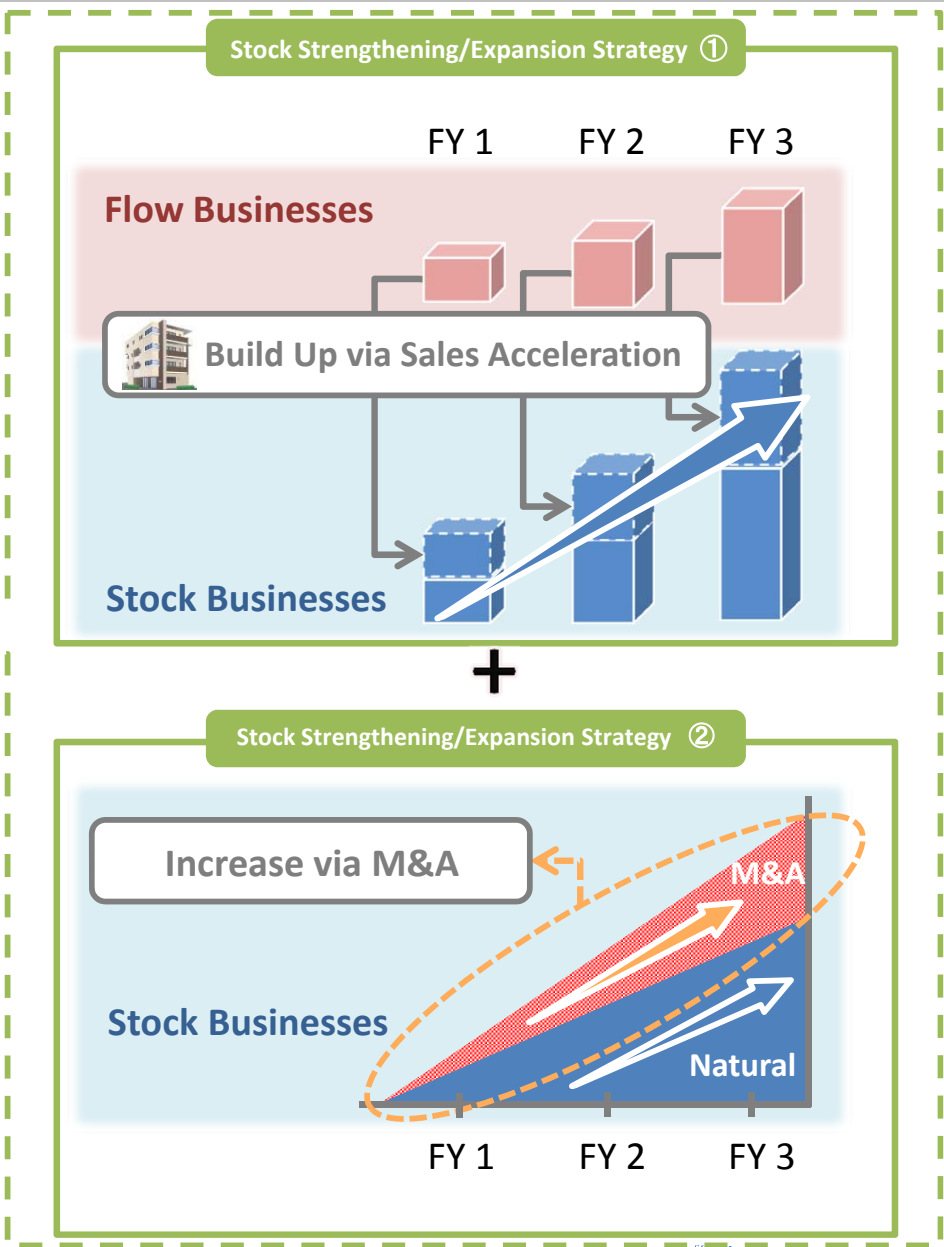 Stock Strengthening/Expansion Strategy ①
FY 1 FY 2 FY 3
Flow Businesses
Build Up via Sales Acceleration
Stock Businesses
+
Stock Strengthening/Expansion Strategy ②
Increase via M&A
M&A
Stock Businesses
Natural
FY 1 FY 2 FY 3